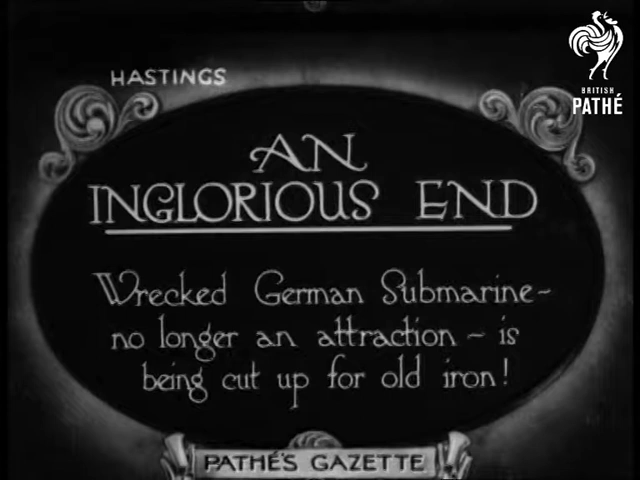 HASTINGS
BRITISH
PATHÉ
AN
INGLORIOUS END
Wrecked German Submarine-
no longer an attraction - is
being cut up for old iron!
PATHÉ'S GAZETTE